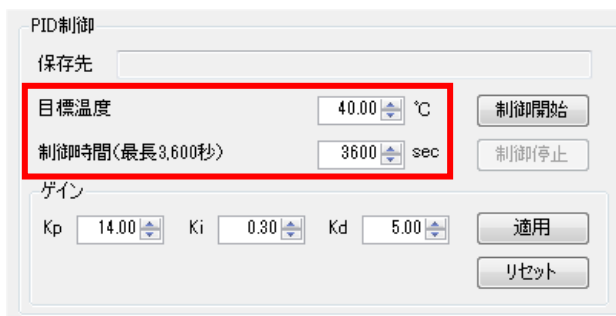 PID制御
保存先
目標温度 40.00 ℃ 制御開始
制御時間(最長3,600秒) 3600 sec 制御停止
ゲイン
Kp 14.00 Ki 0.30 Kd 5.00 適用
リセット